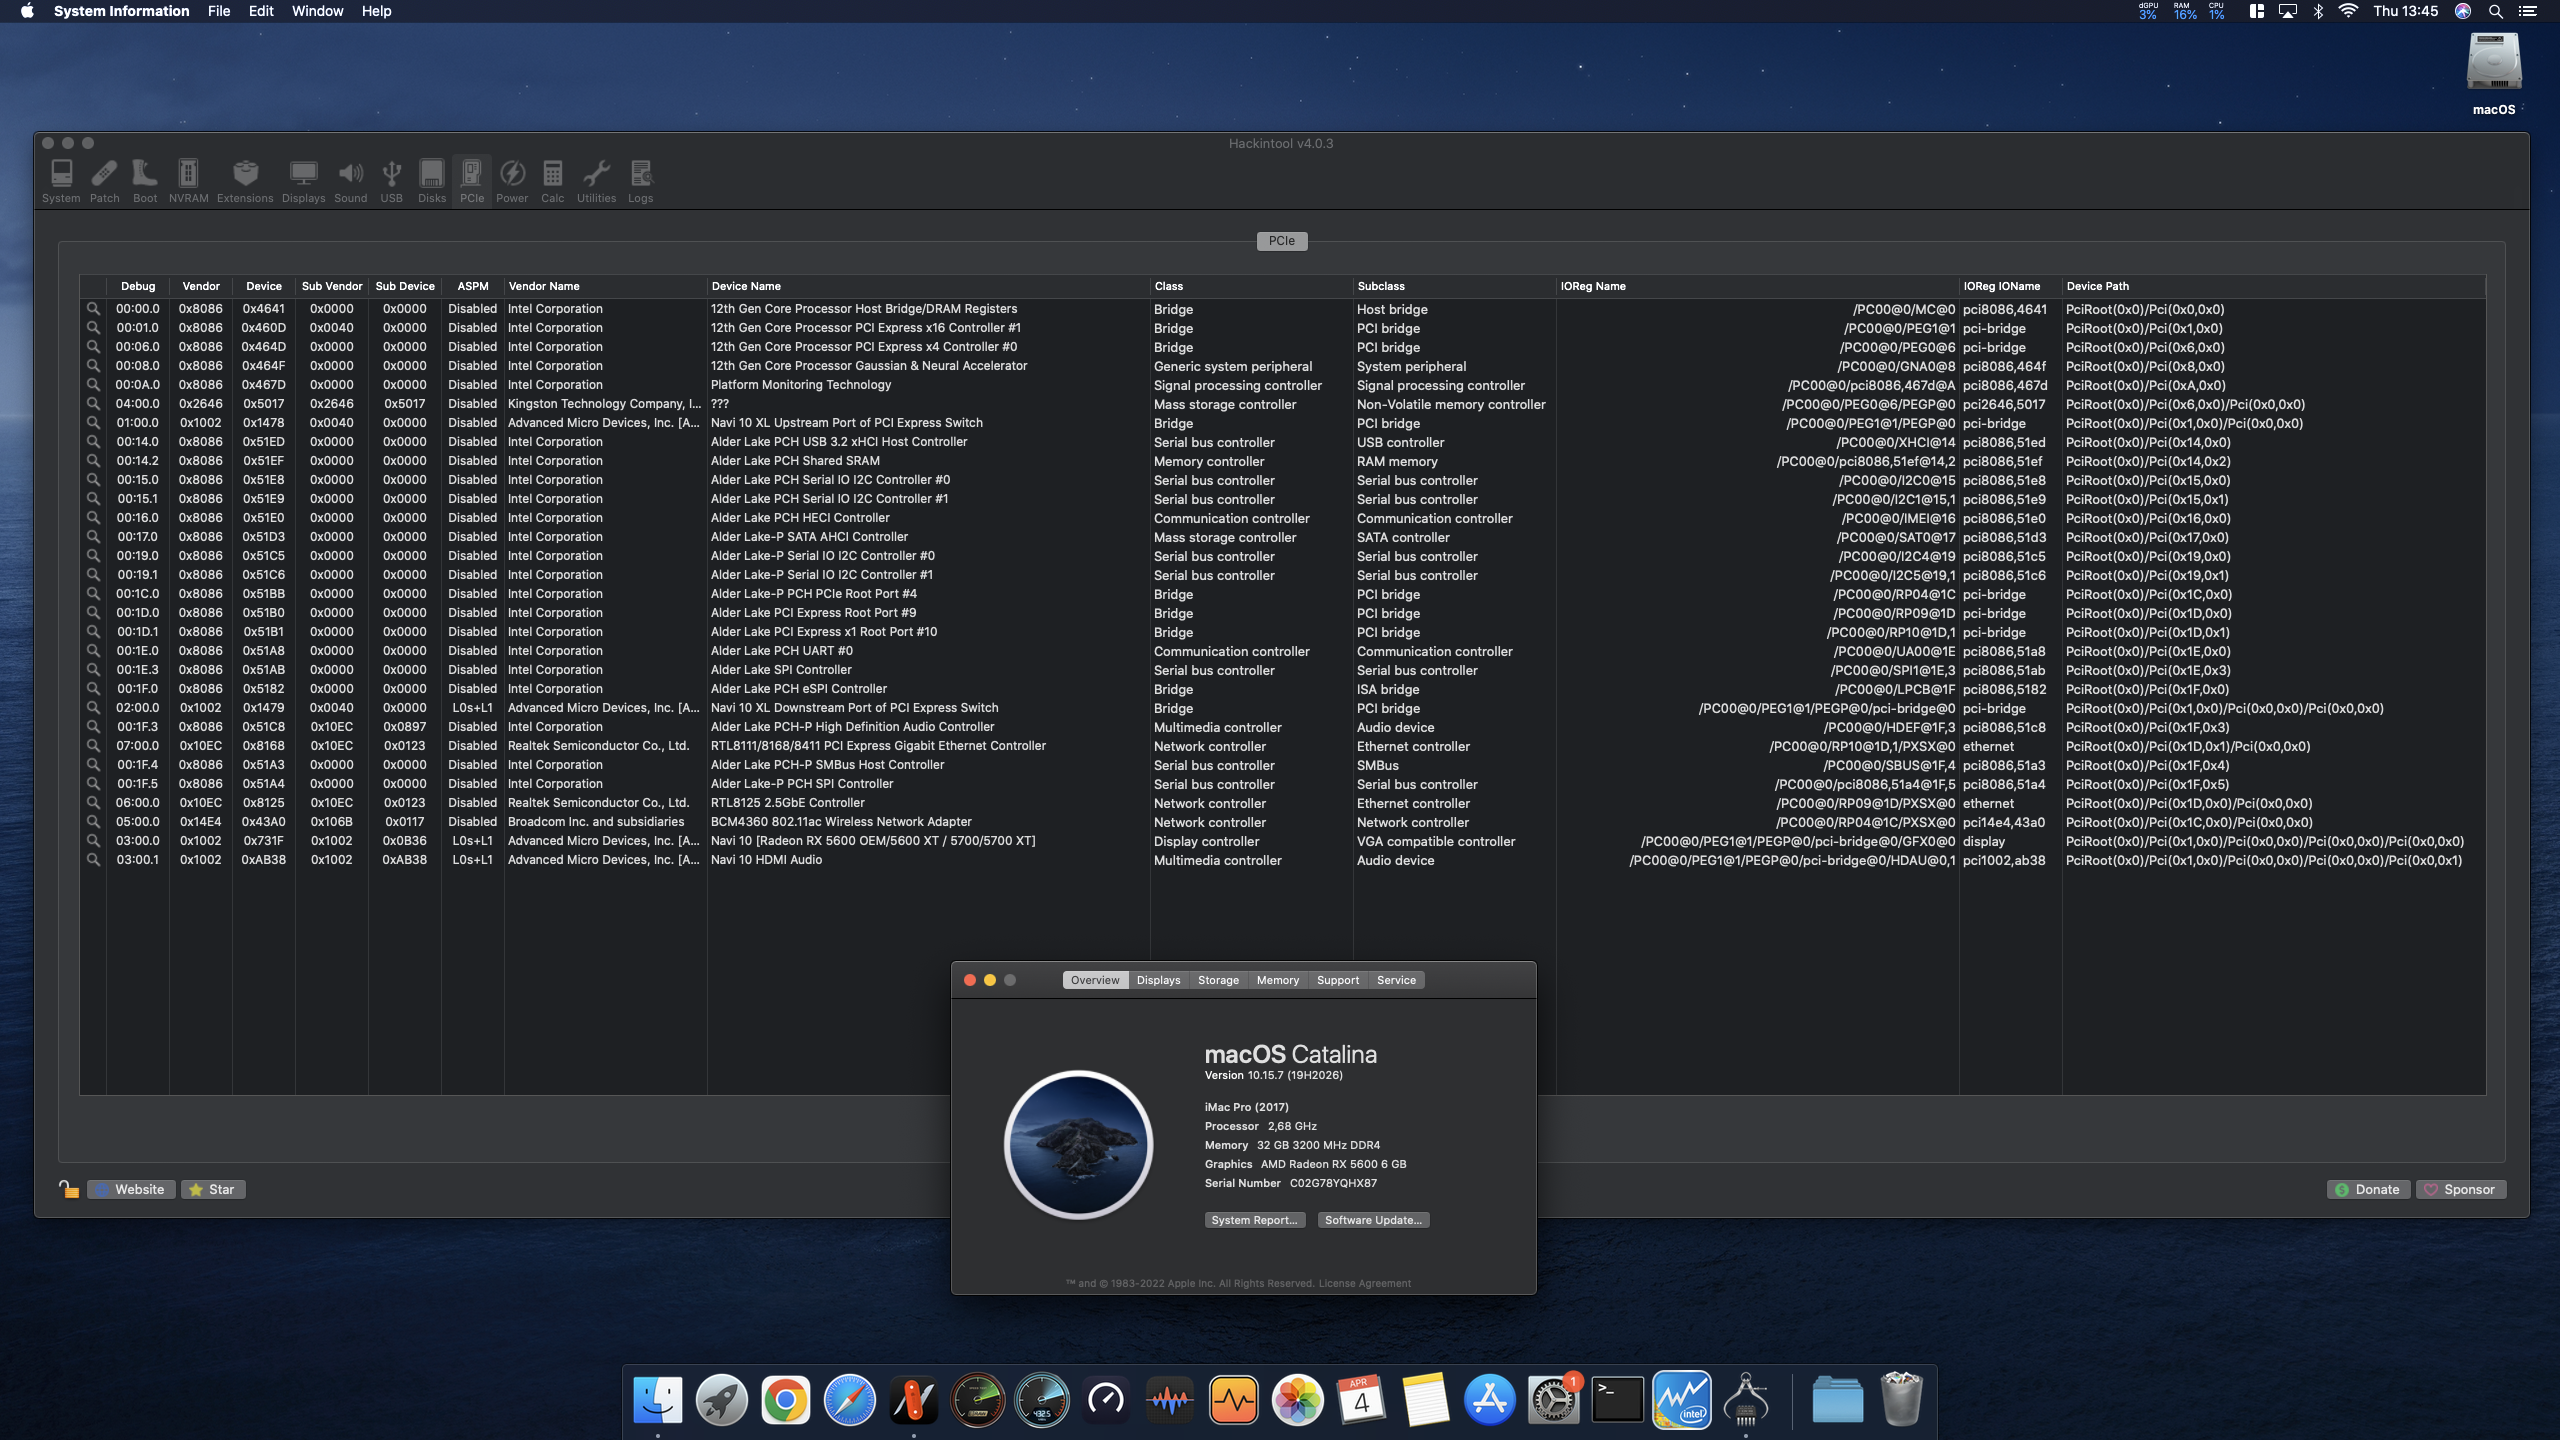 System Information File Edit Window Help
dGPU 3% RAM 16% CPU 1% Thu 13:45
macOS
Hackintool v4.0.3
System Patch Boot NVRAM Extensions Displays Sound USB Disks PCIe Power Calc Utilities Logs
PCIe
Debug Vendor Device Sub Vendor Sub Device ASPM Vendor Name Device Name Class Subclass IOReg Name IOReg IOName Device Path
00:00.0 0x8086 0x4641 0x0000 0x0000 Disabled Intel Corporation 12th Gen Core Processor Host Bridge/DRAM Registers Bridge Host bridge /PC00@0/MC@0 pci8086,4641 PciRoot(0x0)/Pci(0x0,0x0)
00:01.0 0x8086 0x460D 0x0040 0x0000 Disabled Intel Corporation 12th Gen Core Processor PCI Express x16 Controller #1 Bridge PCI bridge /PC00@0/PEG1@1 pci-bridge PciRoot(0x0)/Pci(0x1,0x0)
00:06.0 0x8086 0x464D 0x0000 0x0000 Disabled Intel Corporation 12th Gen Core Processor PCI Express x4 Controller #0 Bridge PCI bridge /PC00@0/PEG0@6 pci-bridge PciRoot(0x0)/Pci(0x6,0x0)
00:08.0 0x8086 0x464F 0x0000 0x0000 Disabled Intel Corporation 12th Gen Core Processor Gaussian & Neural Accelerator Generic system peripheral System peripheral /PC00@0/GNA0@8 pci8086,464f PciRoot(0x0)/Pci(0x8,0x0)
00:0A.0 0x8086 0x467D 0x0000 0x0000 Disabled Intel Corporation Platform Monitoring Technology Signal processing controller Signal processing controller /PC00@0/pci8086,467d@A pci8086,467d PciRoot(0x0)/Pci(0xA,0x0)
04:00.0 0x2646 0x5017 0x2646 0x5017 Disabled Kingston Technology Company, I... ??? Mass storage controller Non-Volatile memory controller /PC00@0/PEG0@6/PEGP@0 pci2646,5017 PciRoot(0x0)/Pci(0x6,0x0)/Pci(0x0,0x0)
01:00.0 0x1002 0x1478 0x0040 0x0000 Disabled Advanced Micro Devices, Inc. [A... Navi 10 XL Upstream Port of PCI Express Switch Bridge PCI bridge /PC00@0/PEG1@1/PEGP@0 pci-bridge PciRoot(0x0)/Pci(0x1,0x0)/Pci(0x0,0x0)
00:14.0 0x8086 0x51ED 0x0000 0x0000 Disabled Intel Corporation Alder Lake PCH USB 3.2 xHCI Host Controller Serial bus controller USB controller /PC00@0/XHCI@14 pci8086,51ed PciRoot(0x0)/Pci(0x14,0x0)
00:14.2 0x8086 0x51EF 0x0000 0x0000 Disabled Intel Corporation Alder Lake PCH Shared SRAM Memory controller RAM memory /PC00@0/pci8086,51ef@14,2 pci8086,51ef PciRoot(0x0)/Pci(0x14,0x2)
00:15.0 0x8086 0x51E8 0x0000 0x0000 Disabled Intel Corporation Alder Lake PCH Serial IO I2C Controller #0 Serial bus controller Serial bus controller /PC00@0/I2C0@15 pci8086,51e8 PciRoot(0x0)/Pci(0x15,0x0)
00:15.1 0x8086 0x51E9 0x0000 0x0000 Disabled Intel Corporation Alder Lake PCH Serial IO I2C Controller #1 Serial bus controller Serial bus controller /PC00@0/I2C1@15,1 pci8086,51e9 PciRoot(0x0)/Pci(0x15,0x1)
00:16.0 0x8086 0x51E0 0x0000 0x0000 Disabled Intel Corporation Alder Lake PCH HECI Controller Communication controller Communication controller /PC00@0/IMEI@16 pci8086,51e0 PciRoot(0x0)/Pci(0x16,0x0)
00:17.0 0x8086 0x51D3 0x0000 0x0000 Disabled Intel Corporation Alder Lake-P SATA AHCI Controller Mass storage controller SATA controller /PC00@0/SAT0@17 pci8086,51d3 PciRoot(0x0)/Pci(0x17,0x0)
00:19.0 0x8086 0x51C5 0x0000 0x0000 Disabled Intel Corporation Alder Lake-P Serial IO I2C Controller #0 Serial bus controller Serial bus controller /PC00@0/I2C4@19 pci8086,51c5 PciRoot(0x0)/Pci(0x19,0x0)
00:19.1 0x8086 0x51C6 0x0000 0x0000 Disabled Intel Corporation Alder Lake-P Serial IO I2C Controller #1 Serial bus controller Serial bus controller /PC00@0/I2C5@19,1 pci8086,51c6 PciRoot(0x0)/Pci(0x19,0x1)
00:1C.0 0x8086 0x51BB 0x0000 0x0000 Disabled Intel Corporation Alder Lake-P PCH PCIe Root Port #4 Bridge PCI bridge /PC00@0/RP04@1C pci-bridge PciRoot(0x0)/Pci(0x1C,0x0)
00:1D.0 0x8086 0x51B0 0x0000 0x0000 Disabled Intel Corporation Alder Lake PCI Express Root Port #9 Bridge PCI bridge /PC00@0/RP09@1D pci-bridge PciRoot(0x0)/Pci(0x1D,0x0)
00:1D.1 0x8086 0x51B1 0x0000 0x0000 Disabled Intel Corporation Alder Lake PCI Express x1 Root Port #10 Bridge PCI bridge /PC00@0/RP10@1D,1 pci-bridge PciRoot(0x0)/Pci(0x1D,0x1)
00:1E.0 0x8086 0x51A8 0x0000 0x0000 Disabled Intel Corporation Alder Lake PCH UART #0 Communication controller Communication controller /PC00@0/UA00@1E pci8086,51a8 PciRoot(0x0)/Pci(0x1E,0x0)
00:1E.3 0x8086 0x51AB 0x0000 0x0000 Disabled Intel Corporation Alder Lake SPI Controller Serial bus controller Serial bus controller /PC00@0/SPI1@1E,3 pci8086,51ab PciRoot(0x0)/Pci(0x1E,0x3)
00:1F.0 0x8086 0x5182 0x0000 0x0000 Disabled Intel Corporation Alder Lake PCH eSPI Controller Bridge ISA bridge /PC00@0/LPCB@1F pci8086,5182 PciRoot(0x0)/Pci(0x1F,0x0)
02:00.0 0x1002 0x1479 0x0040 0x0000 L0s+L1 Advanced Micro Devices, Inc. [A... Navi 10 XL Downstream Port of PCI Express Switch Bridge PCI bridge /PC00@0/PEG1@1/PEGP@0/pci-bridge@0 pci-bridge PciRoot(0x0)/Pci(0x1,0x0)/Pci(0x0,0x0)/Pci(0x0,0x0)
00:1F.3 0x8086 0x51C8 0x10EC 0x0897 Disabled Intel Corporation Alder Lake PCH-P High Definition Audio Controller Multimedia controller Audio device /PC00@0/HDEF@1F,3 pci8086,51c8 PciRoot(0x0)/Pci(0x1F,0x3)
07:00.0 0x10EC 0x8168 0x10EC 0x0123 Disabled Realtek Semiconductor Co., Ltd. RTL8111/8168/8411 PCI Express Gigabit Ethernet Controller Network controller Ethernet controller /PC00@0/RP10@1D,1/PXSX@0 ethernet PciRoot(0x0)/Pci(0x1D,0x1)/Pci(0x0,0x0)
00:1F.4 0x8086 0x51A3 0x0000 0x0000 Disabled Intel Corporation Alder Lake PCH-P SMBus Host Controller Serial bus controller SMBus /PC00@0/SBUS@1F,4 pci8086,51a3 PciRoot(0x0)/Pci(0x1F,0x4)
00:1F.5 0x8086 0x51A4 0x0000 0x0000 Disabled Intel Corporation Alder Lake-P PCH SPI Controller Serial bus controller Serial bus controller /PC00@0/pci8086,51a4@1F,5 pci8086,51a4 PciRoot(0x0)/Pci(0x1F,0x5)
06:00.0 0x10EC 0x8125 0x10EC 0x0123 Disabled Realtek Semiconductor Co., Ltd. RTL8125 2.5GbE Controller Network controller Ethernet controller /PC00@0/RP09@1D/PXSX@0 ethernet PciRoot(0x0)/Pci(0x1D,0x0)/Pci(0x0,0x0)
05:00.0 0x14E4 0x43A0 0x106B 0x0117 Disabled Broadcom Inc. and subsidiaries BCM4360 802.11ac Wireless Network Adapter Network controller Network controller /PC00@0/RP04@1C/PXSX@0 pci14e4,43a0 PciRoot(0x0)/Pci(0x1C,0x0)/Pci(0x0,0x0)
03:00.0 0x1002 0x731F 0x1002 0x0B36 L0s+L1 Advanced Micro Devices, Inc. [A... Navi 10 [Radeon RX 5600 OEM/5600 XT / 5700/5700 XT] Display controller VGA compatible controller /PC00@0/PEG1@1/PEGP@0/pci-bridge@0/GFX0@0 display PciRoot(0x0)/Pci(0x1,0x0)/Pci(0x0,0x0)/Pci(0x0,0x0)/Pci(0x0,0x0)
03:00.1 0x1002 0xAB38 0x1002 0xAB38 L0s+L1 Advanced Micro Devices, Inc. [A... Navi 10 HDMI Audio Multimedia controller Audio device /PC00@0/PEG1@1/PEGP@0/pci-bridge@0/HDAU@0,1 pci1002,ab38 PciRoot(0x0)/Pci(0x1,0x0)/Pci(0x0,0x0)/Pci(0x0,0x0)/Pci(0x0,0x1)
Overview Displays Storage Memory Support Service
macOS Catalina
Version 10.15.7 (19H2026)
iMac Pro (2017)
Processor 2,68 GHz
Memory 32 GB 3200 MHz DDR4
Graphics AMD Radeon RX 5600 6 GB
Serial Number C02G78YQHX87
System Report... Software Update...
™ and © 1983-2022 Apple Inc. All Rights Reserved. License Agreement
Website Star Donate Sponsor
APR
4
1
intel